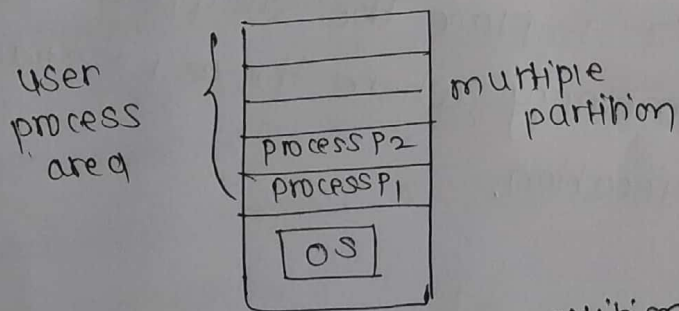 user
process
area
multiple
partition
process P2
process P1
OS